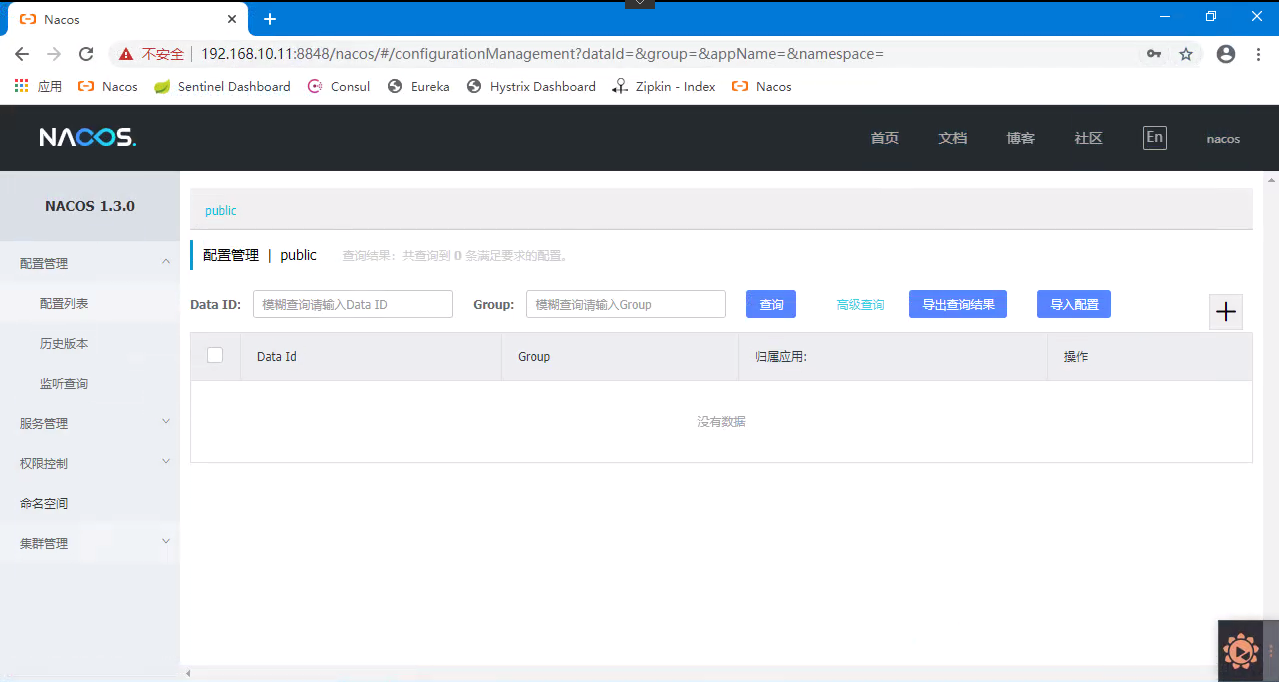 Nacos
不安全 192.168.10.11:8848/nacos/#/configurationManagement?dataId=&group=&appName=&namespace=
应用 Nacos Sentinel Dashboard Consul Eureka Hystrix Dashboard Zipkin - Index Nacos
NACOS. 首页 文档 博客 社区 En nacos
NACOS 1.3.0
配置管理
配置列表
历史版本
监听查询
服务管理
权限控制
命名空间
集群管理
public
配置管理 | public 查询结果：共查询到 0 条满足要求的配置。
Data ID: 模糊查询请输入Data ID Group: 模糊查询请输入Group 查询 高级查询 导出查询结果 导入配置
Data Id Group 归属应用: 操作
没有数据